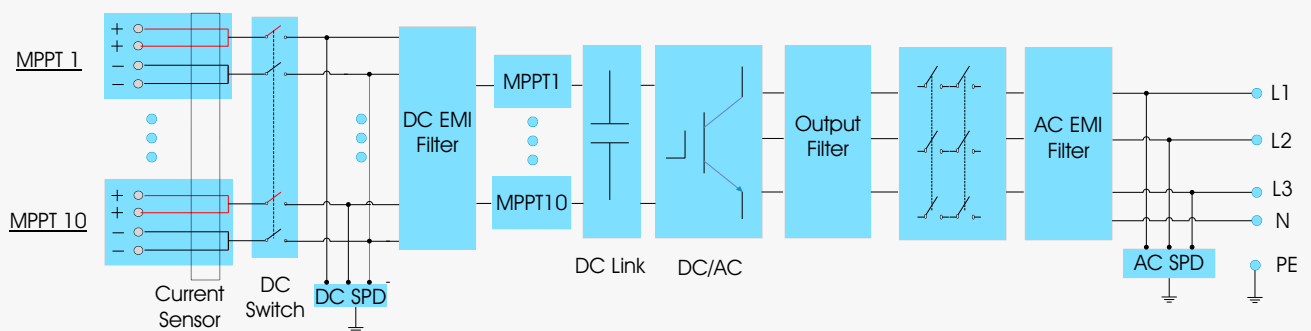 MPPT 1
+
+
−
−
MPPT 10
+
+
−
−
Current
Sensor
DC
Switch
DC SPD
DC EMI
Filter
MPPT1
MPPT10
DC Link
DC/AC
Output
Filter
AC EMI
Filter
L1
L2
L3
N
AC SPD
PE